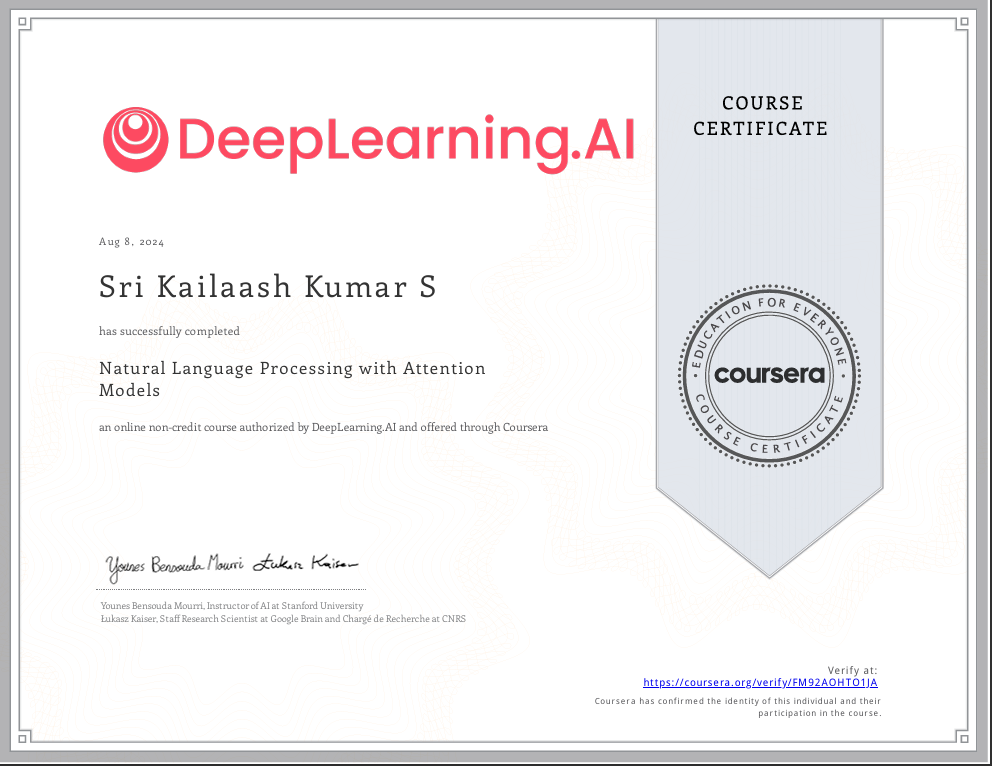 DeepLearning.AI
COURSE
CERTIFICATE
Aug 8, 2024
Sri Kailaash Kumar S
has successfully completed
Natural Language Processing with Attention
Models
an online non-credit course authorized by DeepLearning.AI and offered through Coursera
EDUCATION FOR EVERYONE
coursera
COURSE CERTIFICATE
Younes Bensouda Mourri Łukasz Kaiser
Younes Bensouda Mourri, Instructor of AI at Stanford University
Łukasz Kaiser, Staff Research Scientist at Google Brain and Chargé de Recherche at CNRS
Verify at:
https://coursera.org/verify/FM92AOHTO1JA
Coursera has confirmed the identity of this individual and their
participation in the course.